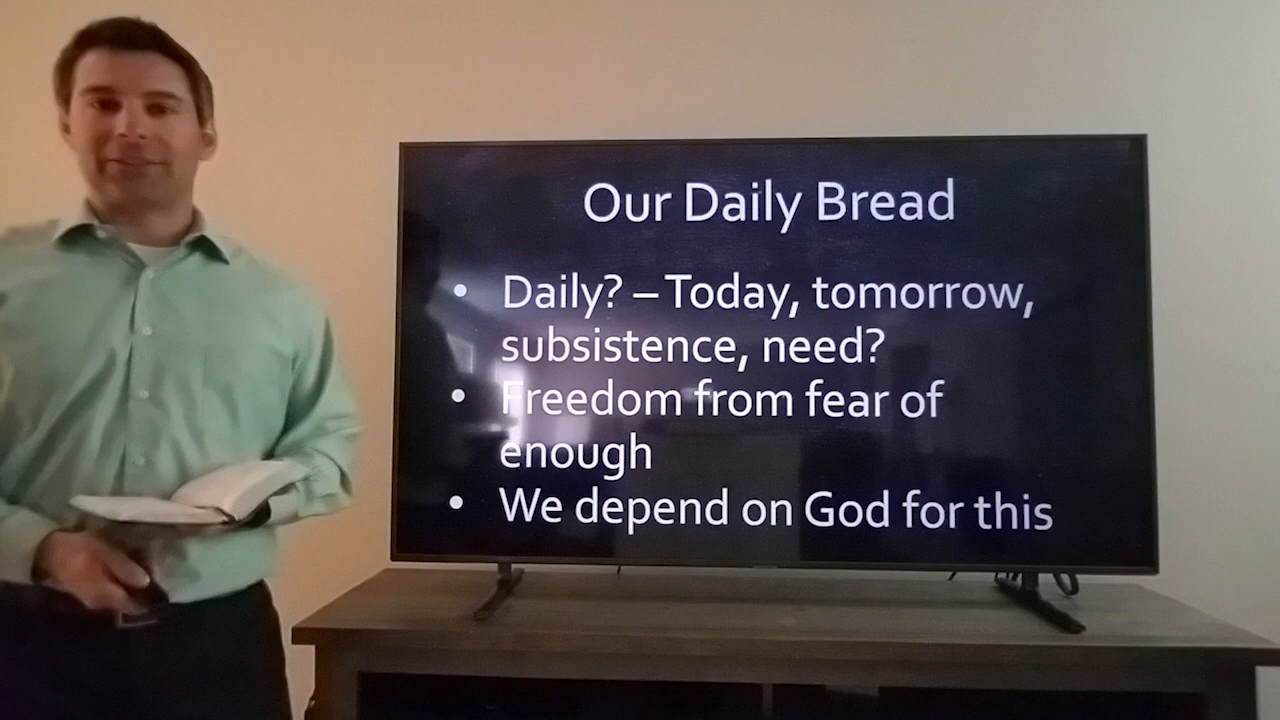 Our Daily Bread
• Daily? – Today, tomorrow,
subsistence, need?
• Freedom from fear of
enough
• We depend on God for this